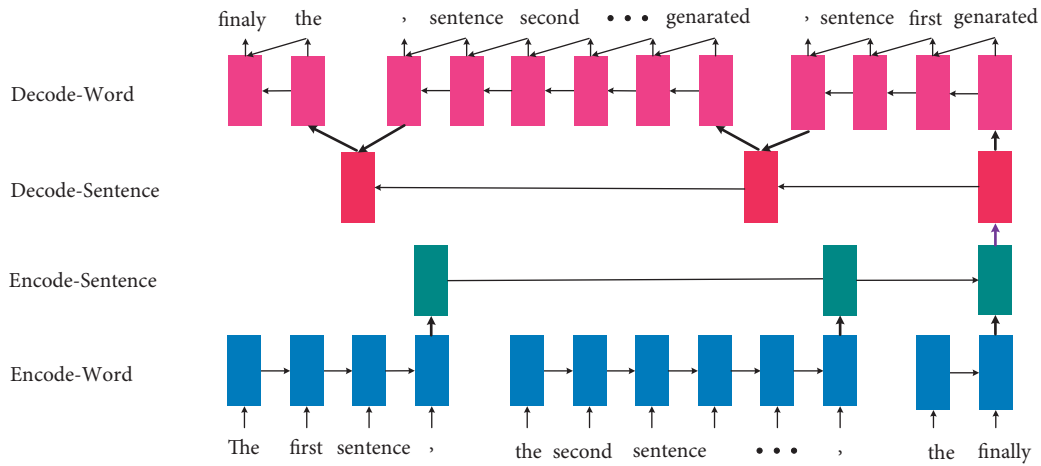 finaly the , sentence second • • • genarated , sentence first genarated
Decode-Word
Decode-Sentence
Encode-Sentence
Encode-Word
The first sentence , the second sentence • • • , the finally